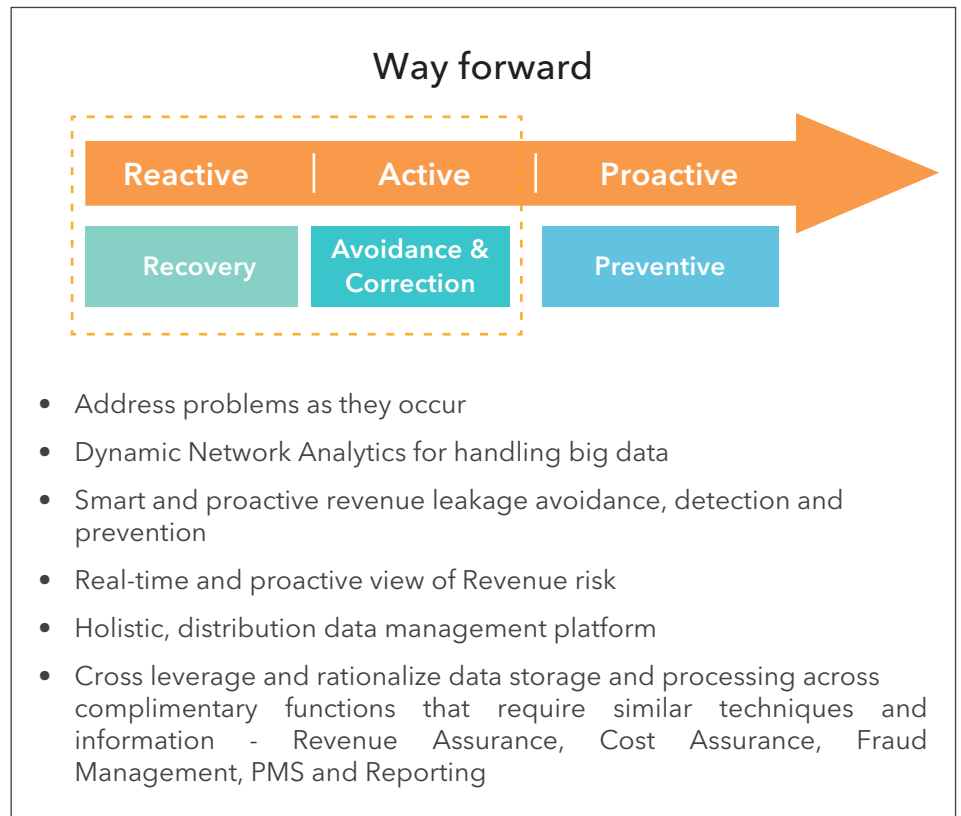 Way forward
Reactive | Active | Proactive
Recovery
Avoidance &
Correction
Preventive
• Address problems as they occur
• Dynamic Network Analytics for handling big data
• Smart and proactive revenue leakage avoidance, detection and
prevention
• Real-time and proactive view of Revenue risk
• Holistic, distribution data management platform
• Cross leverage and rationalize data storage and processing across
complimentary functions that require similar techniques and
information - Revenue Assurance, Cost Assurance, Fraud
Management, PMS and Reporting